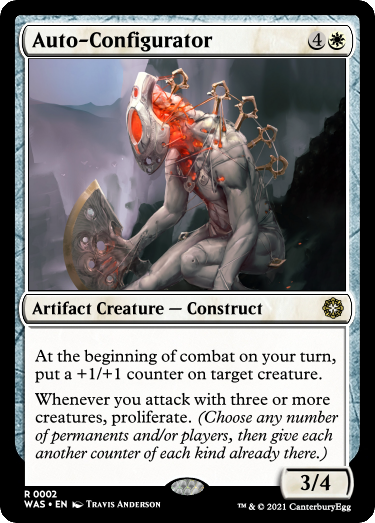 Auto-Configurator 4
Artifact Creature — Construct
At the beginning of combat on your turn,
put a +1/+1 counter on target creature.
Whenever you attack with three or more
creatures, proliferate. (Choose any number
of permanents and/or players, then give each
another counter of each kind already there.)
3/4
R 0002
WAS • EN Travis Anderson
™ & © 2021 CanterburyEgg